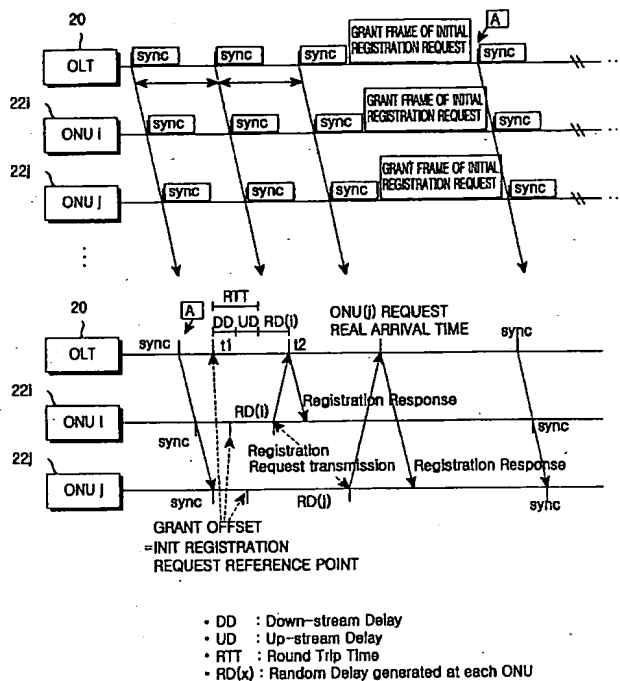 20
A
OLT
sync
sync
sync
GRANT FRAME OF INITIAL
REGISTRATION REQUEST
sync
22i
ONU i
sync
sync
sync
GRANT FRAME OF INITIAL
REGISTRATION REQUEST
sync
22j
ONU j
sync
sync
sync
GRANT FRAME OF INITIAL
REGISTRATION REQUEST
sync
20
A
RTT
DD UD RD(i)
ONU(j) REQUEST
REAL ARRIVAL TIME
OLT
sync
t1
t2
sync
22i
ONU i
sync
RD(i)
Registration Response
sync
Registration
Request transmission
22j
ONU j
sync
RD(j)
Registration Response
sync
GRANT OFFSET
=INIT REGISTRATION
REQUEST REFERENCE POINT
• DD : Down-stream Delay
• UD : Up-stream Delay
• RTT : Round Trip Time
• RD(x) : Random Delay generated at each ONU